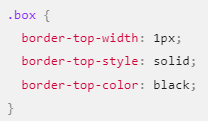 .box {
  border-top-width: 1px;
  border-top-style: solid;
  border-top-color: black;
}